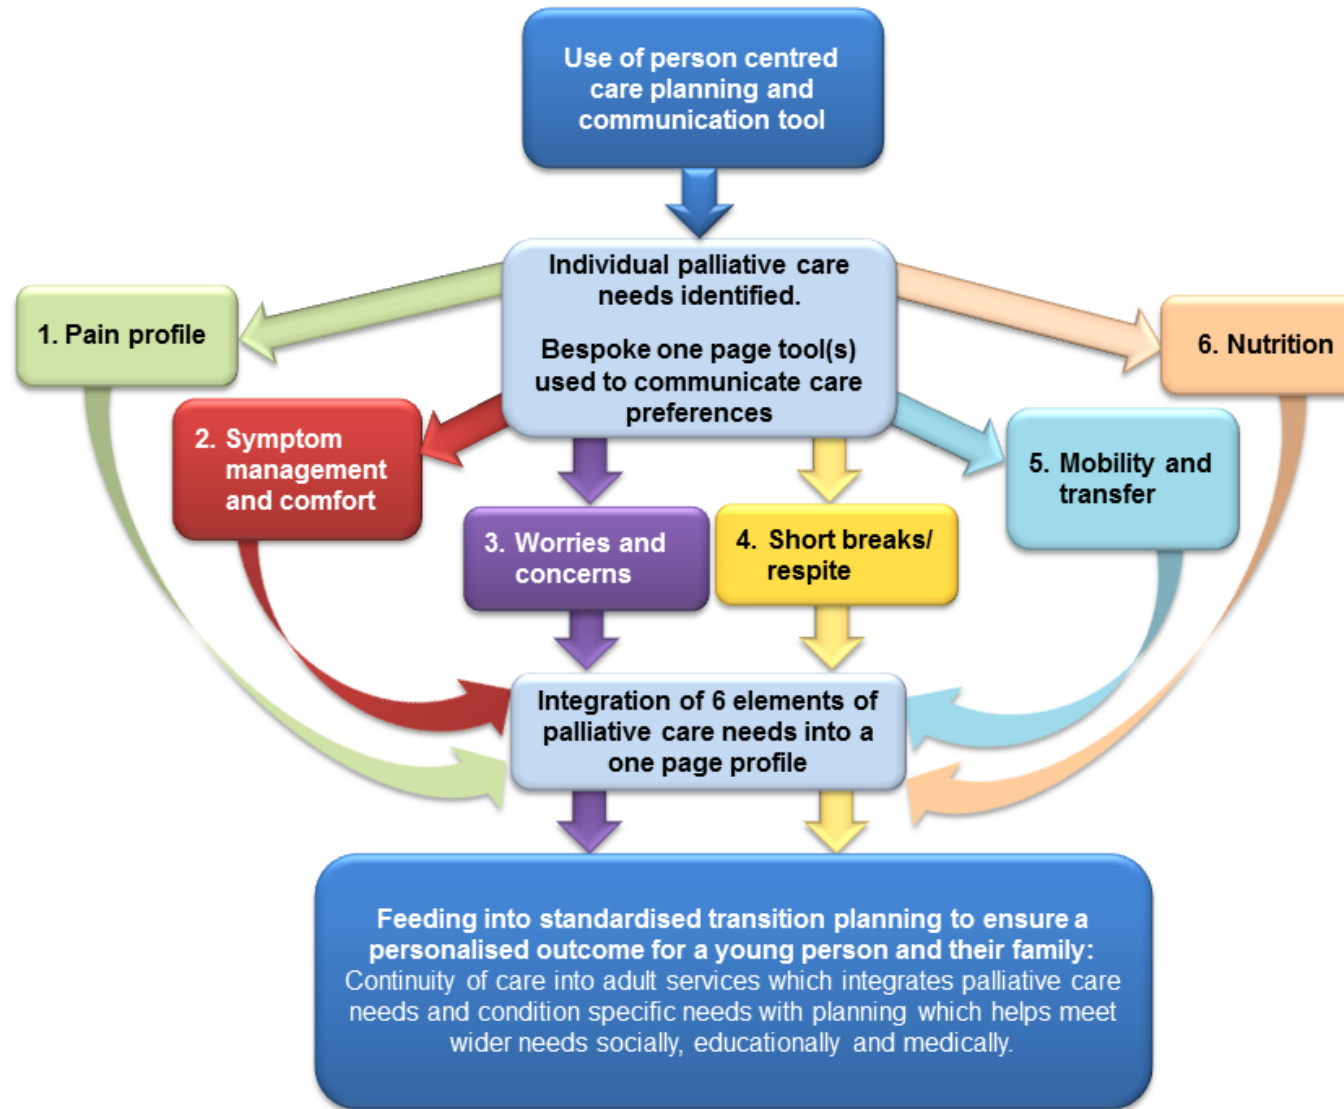 Use of person centred
care planning and
communication tool
Individual palliative care
needs identified.
Bespoke one page tool(s)
used to communicate care
preferences
1. Pain profile
6. Nutrition
2. Symptom
management
and comfort
5. Mobility and
transfer
3. Worries and
concerns
4. Short breaks/
respite
Integration of 6 elements of
palliative care needs into a
one page profile
Feeding into standardised transition planning to ensure a
personalised outcome for a young person and their family:
Continuity of care into adult services which integrates palliative care
needs and condition specific needs with planning which helps meet
wider needs socially, educationally and medically.